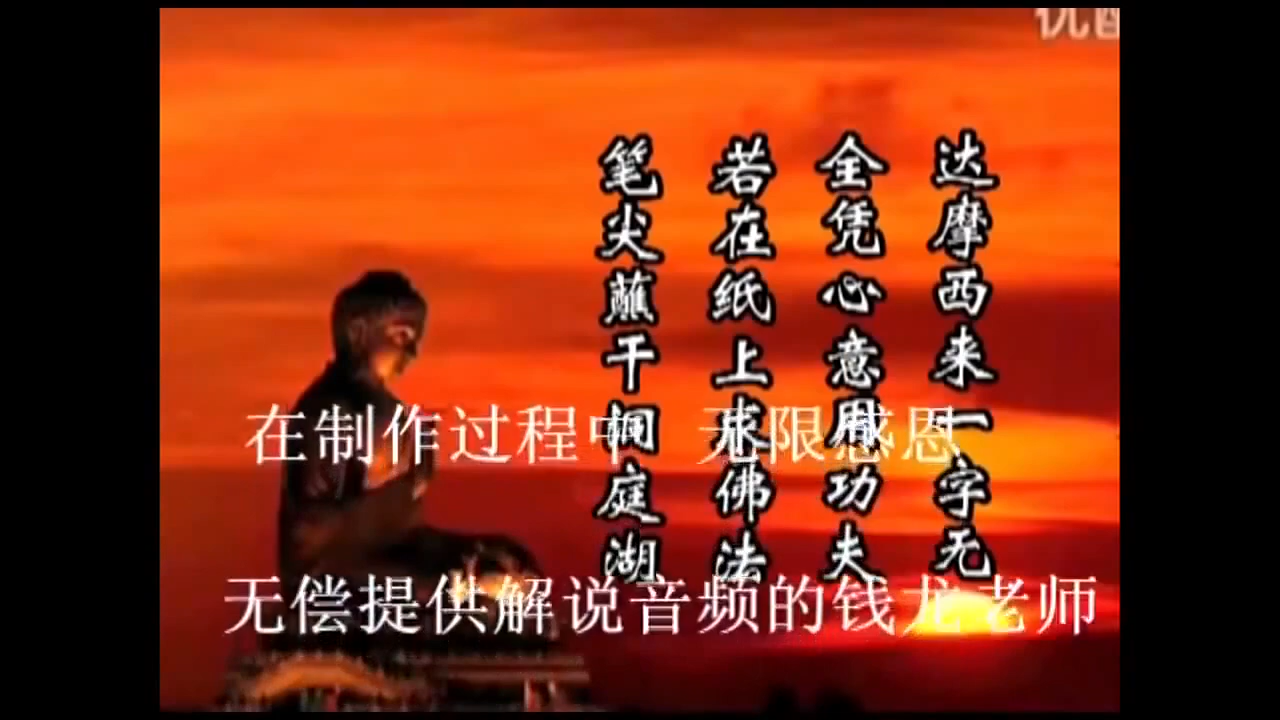 达摩西来一字无
全凭心意用功夫
若在纸上求佛法
笔尖蘸干洞庭湖
在制作过程中 无限感恩
无偿提供解说音频的钱龙老师